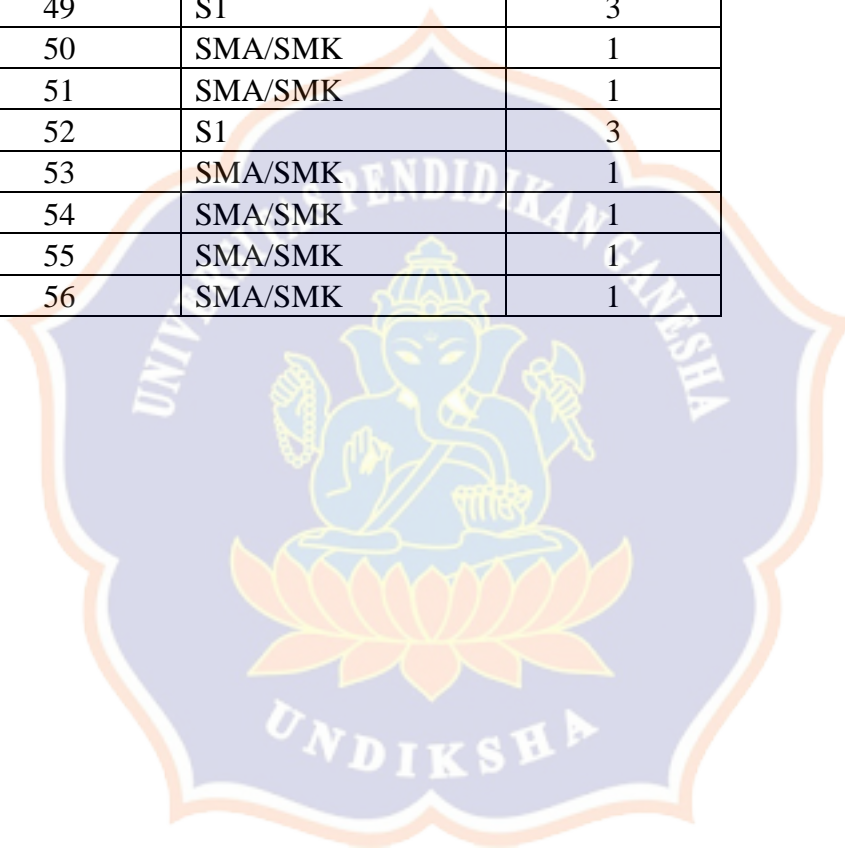 49 S1 3
50 SMA/SMK 1
51 SMA/SMK 1
52 S1 3
53 SMA/SMK 1
54 SMA/SMK 1
55 SMA/SMK 1
56 SMA/SMK 1
UNIVERSITAS PENDIDIKAN GANESHA
UNDIKSHA